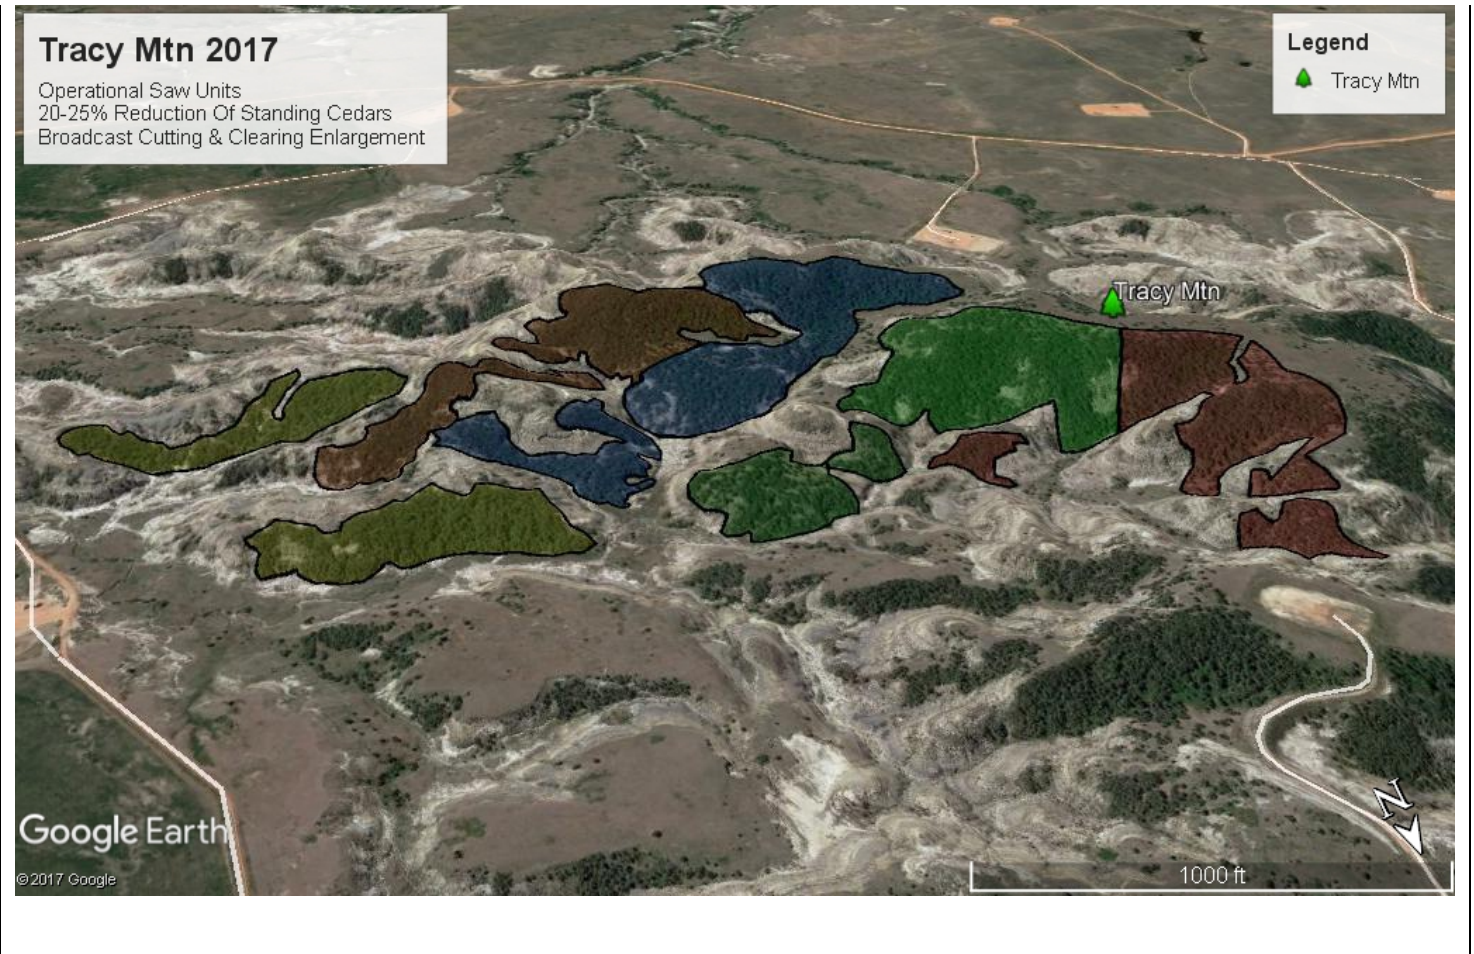 Tracy Mtn 2017
Operational Saw Units
20-25% Reduction Of Standing Cedars
Broadcast Cutting & Clearing Enlargement
Legend
Tracy Mtn
Tracy Mtn
Google Earth
©2017 Google
N
1000 ft